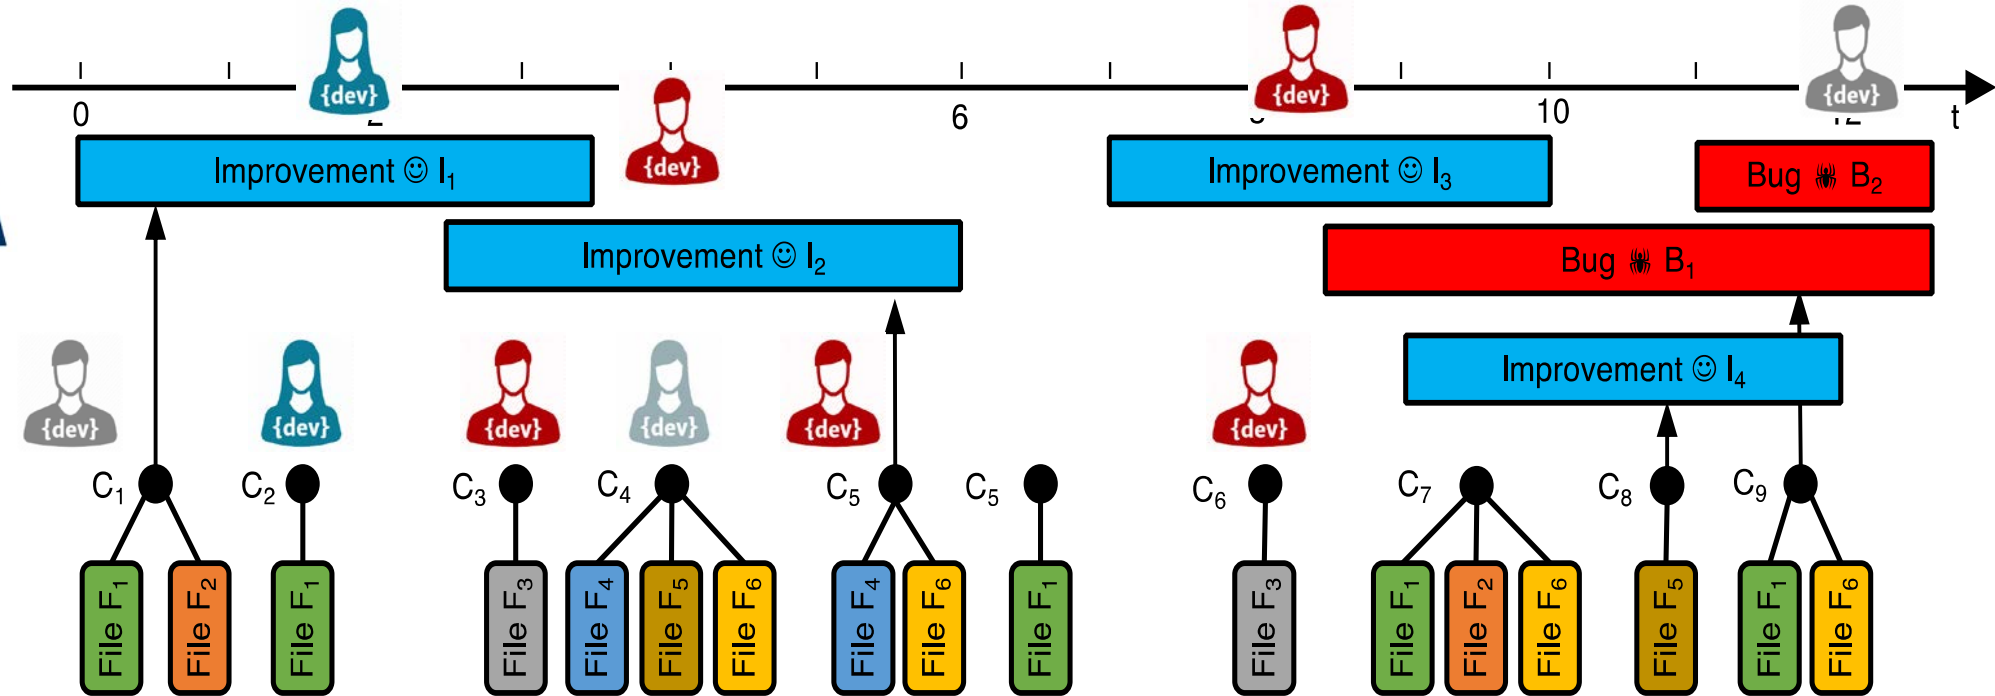 {dev}
{dev}
{dev}
{dev}
0
6
10
t
Improvement ☺ I₁
Improvement ☺ I₃
Bug 🕷 B₂
Improvement ☺ I₂
Bug 🕷 B₁
Improvement ☺ I₄
{dev}
{dev}
{dev}
{dev}
{dev}
{dev}
C₁
C₂
C₃
C₄
C₅
C₅
C₆
C₇
C₈
C₉
File F₁
File F₂
File F₁
File F₃
File F₄
File F₅
File F₆
File F₄
File F₆
File F₁
File F₃
File F₁
File F₂
File F₆
File F₅
File F₁
File F₆